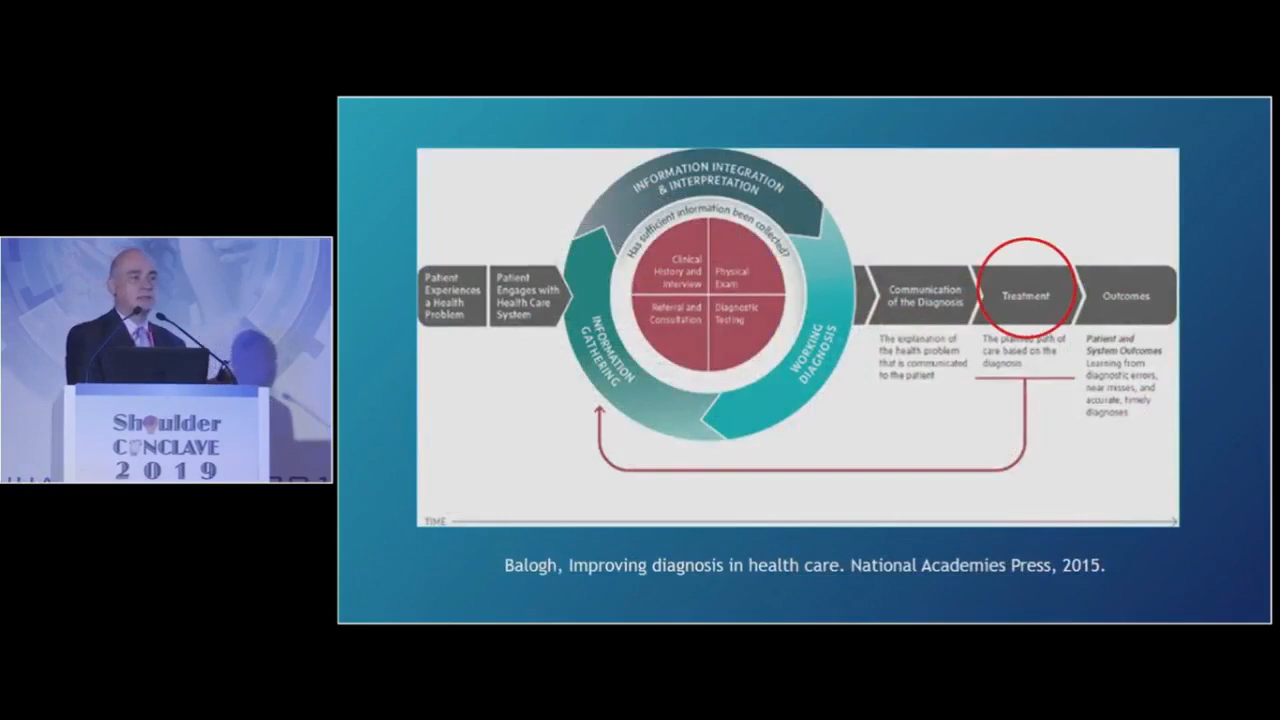 Shoulder
CONCLAVE
2019
INFORMATION INTEGRATION
& INTERPRETATION
Has sufficient information been collected?
Clinical
History and
Interview
Physical
Exam
Referral and
Consultation
Diagnostic
Testing
INFORMATION
GATHERING
WORKING
DIAGNOSIS
Patient
Experiences
a Health
Problem
Patient
Engages with
Health Care
System
Communication
of the Diagnosis
Treatment
Outcomes
The explanation of
the health problem
that is communicated
to the patient
The planned path of
care based on the
diagnosis
Patient and
System Outcomes
Learning from
diagnostic errors,
near misses, and
accurate, timely
diagnoses
TIME
Balogh, Improving diagnosis in health care. National Academies Press, 2015.